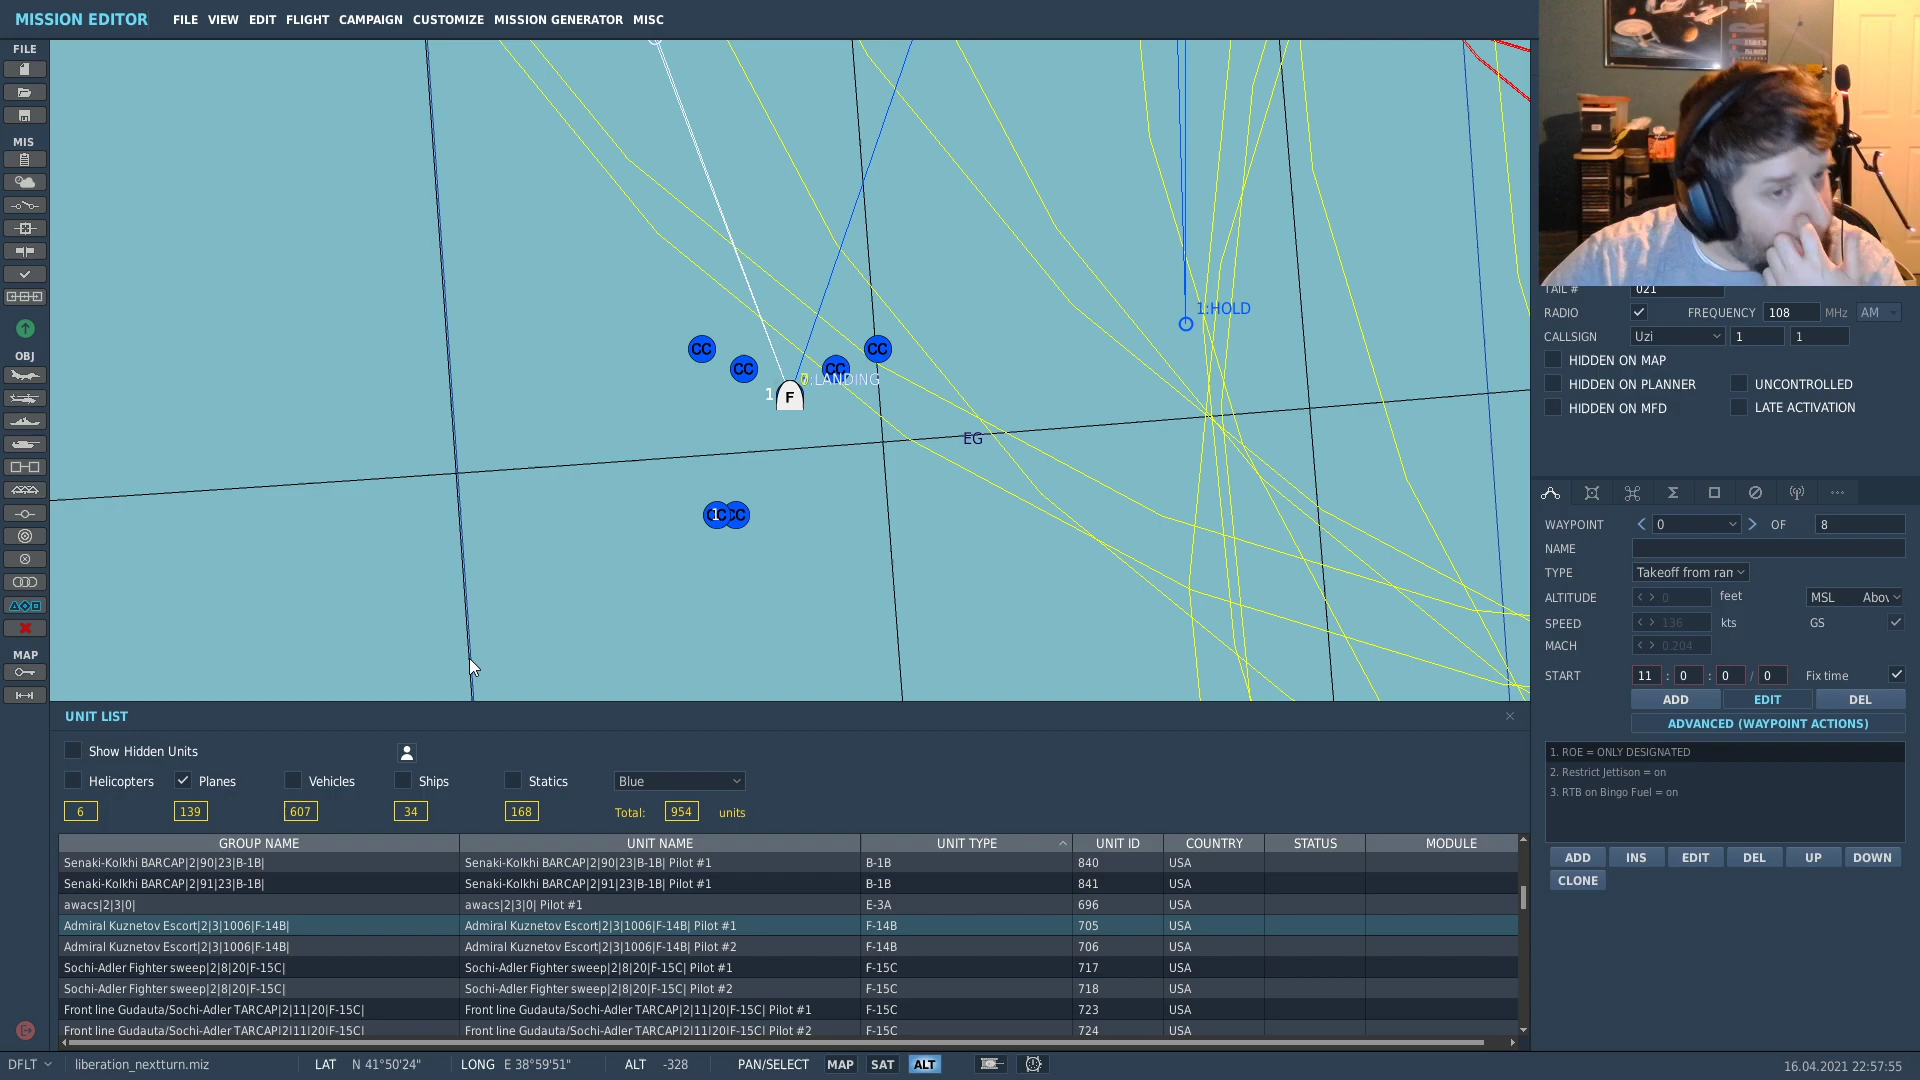 MISSION EDITOR
FILE VIEW EDIT FLIGHT CAMPAIGN CUSTOMIZE MISSION GENERATOR MISC
FILE
MIS
OBJ
MAP
1:HOLD
CC
CC
CC
CC
1
F
:LANDING
EG
1
CC
TAIL # 021
RADIO FREQUENCY 108 MHz AM
CALLSIGN Uzi 1 1
HIDDEN ON MAP
HIDDEN ON PLANNER UNCONTROLLED
HIDDEN ON MFD LATE ACTIVATION
WAYPOINT 0 OF 8
NAME
TYPE Takeoff from ran
ALTITUDE 0 feet MSL Abov
SPEED 136 kts GS
MACH 0.204
START 11 : 0 : 0 / 0 Fix time
ADD EDIT DEL
ADVANCED (WAYPOINT ACTIONS)
1. ROE = ONLY DESIGNATED
2. Restrict Jettison = on
3. RTB on Bingo Fuel = on
ADD INS EDIT DEL UP DOWN
CLONE
UNIT LIST
Show Hidden Units
Helicopters Planes Vehicles Ships Statics Blue
6 139 607 34 168 Total: 954 units
GROUP NAME UNIT NAME UNIT TYPE UNIT ID COUNTRY STATUS MODULE
Senaki-Kolkhi BARCAP|2|90|23|B-1B| Senaki-Kolkhi BARCAP|2|90|23|B-1B| Pilot #1 B-1B 840 USA
Senaki-Kolkhi BARCAP|2|91|23|B-1B| Senaki-Kolkhi BARCAP|2|91|23|B-1B| Pilot #1 B-1B 841 USA
awacs|2|3|0| awacs|2|3|0| Pilot #1 E-3A 696 USA
Admiral Kuznetov Escort|2|3|1006|F-14B| Admiral Kuznetov Escort|2|3|1006|F-14B| Pilot #1 F-14B 705 USA
Admiral Kuznetov Escort|2|3|1006|F-14B| Admiral Kuznetov Escort|2|3|1006|F-14B| Pilot #2 F-14B 706 USA
Sochi-Adler Fighter sweep|2|8|20|F-15C| Sochi-Adler Fighter sweep|2|8|20|F-15C| Pilot #1 F-15C 717 USA
Sochi-Adler Fighter sweep|2|8|20|F-15C| Sochi-Adler Fighter sweep|2|8|20|F-15C| Pilot #2 F-15C 718 USA
Front line Gudauta/Sochi-Adler TARCAP|2|11|20|F-15C| Front line Gudauta/Sochi-Adler TARCAP|2|11|20|F-15C| Pilot #1 F-15C 723 USA
Front line Gudauta/Sochi-Adler TARCAP|2|11|20|F-15C| Front line Gudauta/Sochi-Adler TARCAP|2|11|20|F-15C| Pilot #2 F-15C 724 USA
DFLT liberation_nextturn.miz LAT N 41°50'24" LONG E 38°59'51" ALT -328 PAN/SELECT MAP SAT ALT 16.04.2021 22:57:55